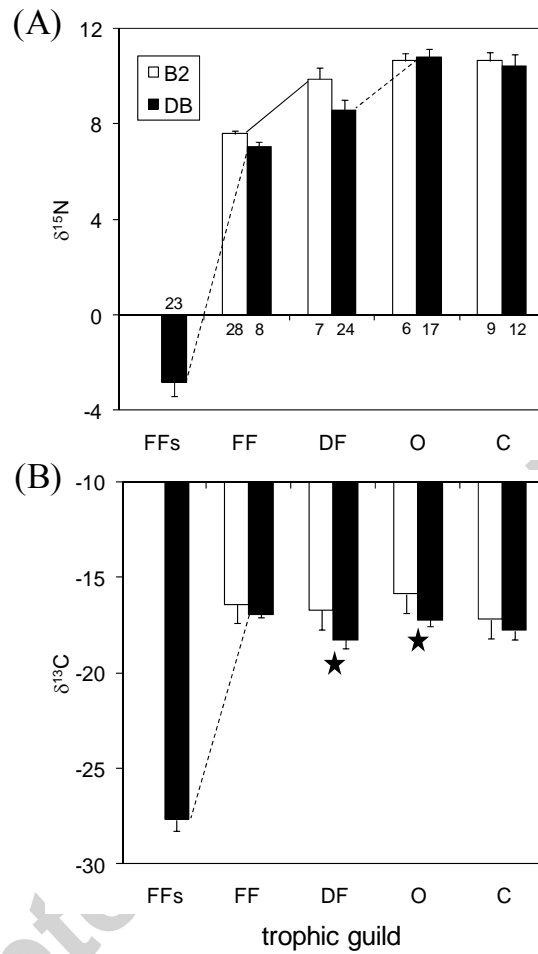 (A)
12
8
4
0
-4
δ¹⁵N
B2
DB
23
28 8 7 24 6 17 9 12
FFs FF DF O C
(B)
-10
-15
-20
-25
-30
δ¹³C
FFs FF DF O C
trophic guild